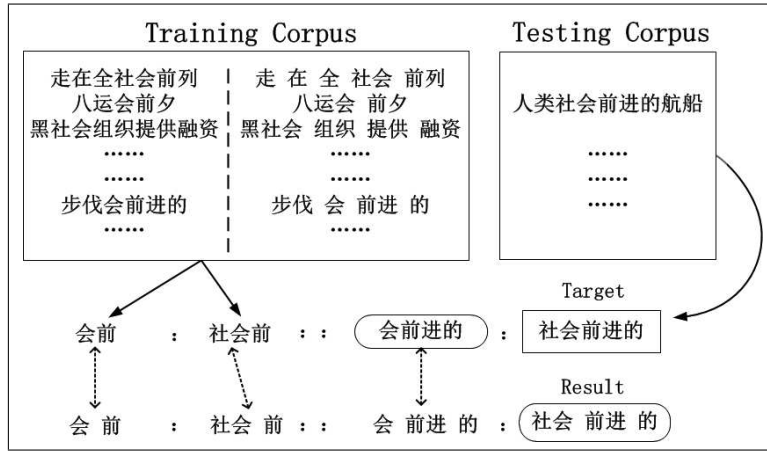 Training Corpus
Testing Corpus
走在全社会前列
八运会前夕
黑社会组织提供融资
……
……
步伐会前进的
……
走 在 全 社会 前列
八运会 前夕
黑社会 组织 提供 融资
……
……
步伐 会 前进 的
……
人类社会前进的航船
……
……
……
Target
会前 : 社会前 :: 会前进的 : 社会前进的
Result
会 前 : 社会 前 :: 会 前进 的 : 社会 前进 的